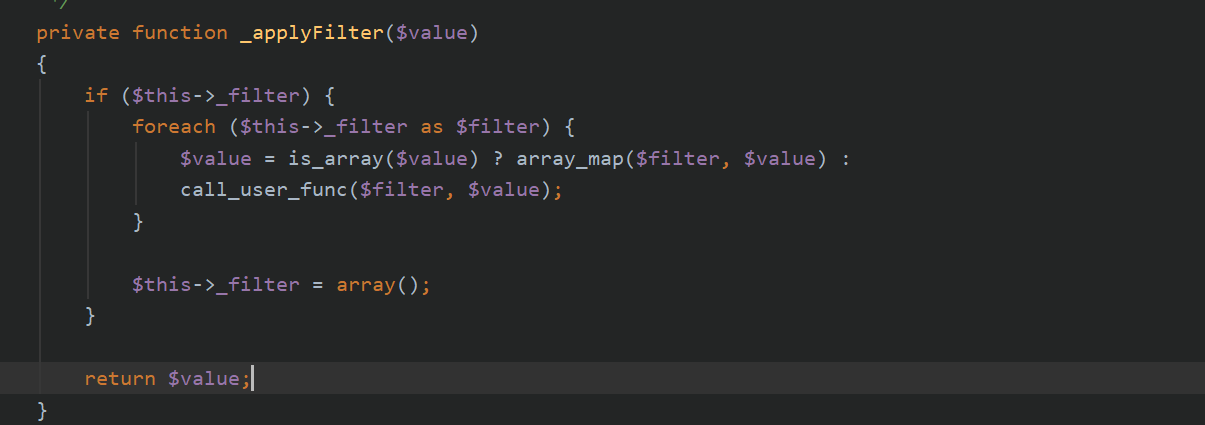 */
private function _applyFilter($value)
{
if ($this->_filter) {
foreach ($this->_filter as $filter) {
$value = is_array($value) ? array_map($filter, $value) :
call_user_func($filter, $value);
}
$this->_filter = array();
}
return $value;
}